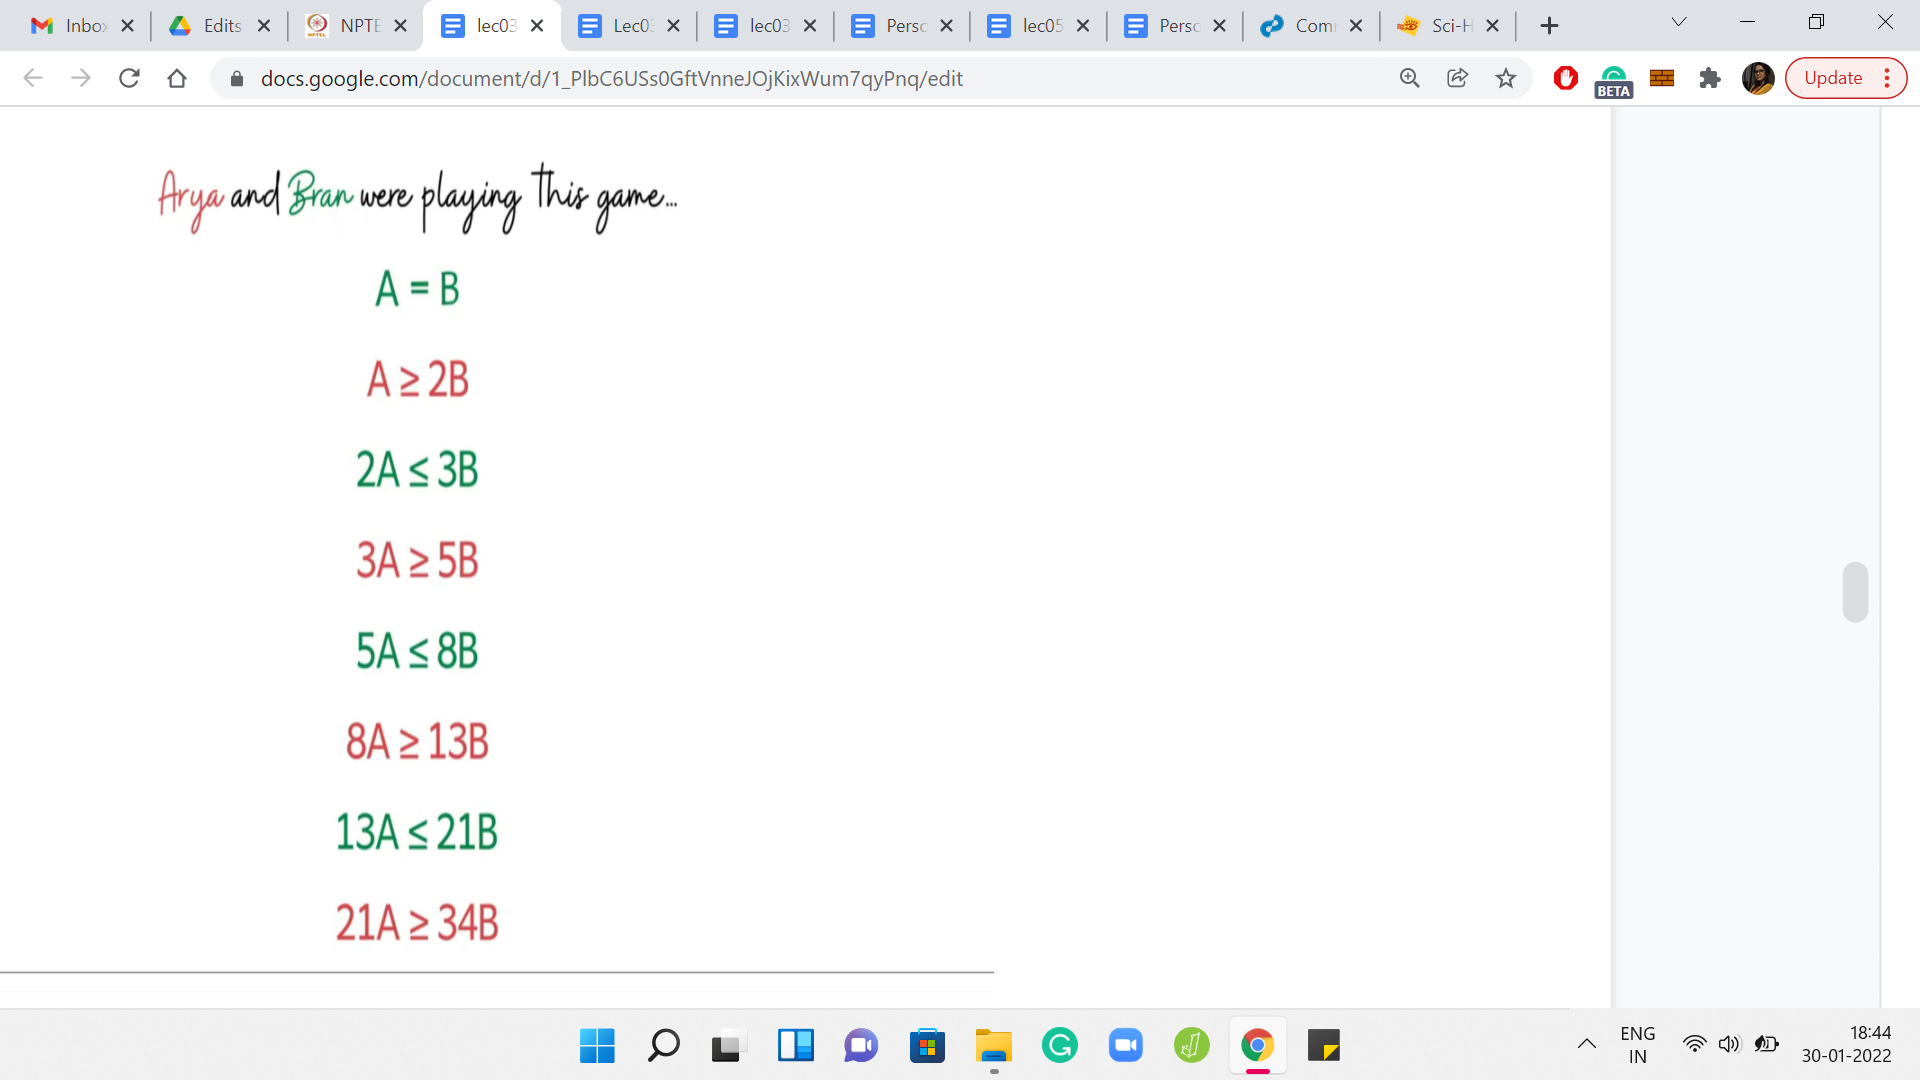 Inbox
Edits
NPTE
lec03
Lec03
lec03
Perso
lec05
Perso
Com
Sci-H
docs.google.com/document/d/1_PlbC6USs0GftVnneJOjKixWum7qyPnq/edit
BETA
Update
Arya and Bran were playing this game...
A = B
A ≥ 2B
2A ≤ 3B
3A ≥ 5B
5A ≤ 8B
8A ≥ 13B
13A ≤ 21B
21A ≥ 34B
ENG
IN
18:44
30-01-2022